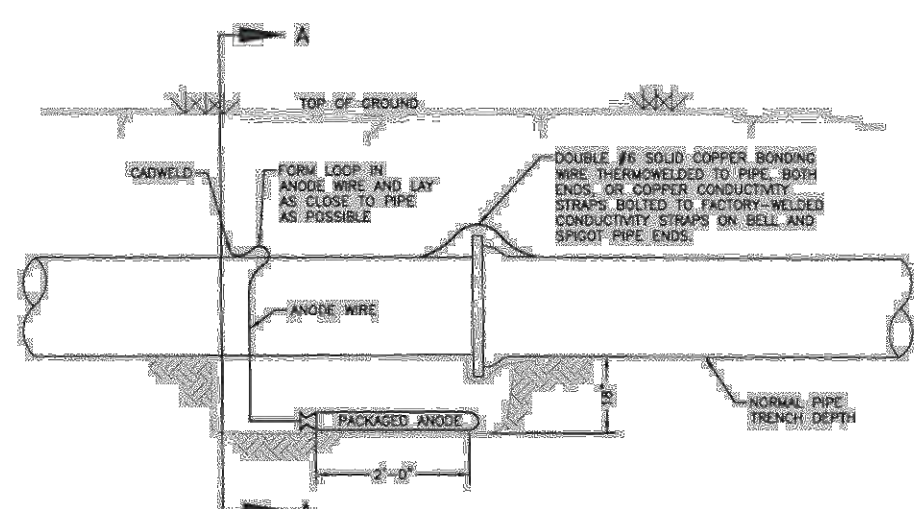 A
TOP OF GROUND
CADWELD
FORM LOOP IN
ANODE WIRE AND LAY
AS CLOSE TO PIPE
AS POSSIBLE
DOUBLE #6 SOLID COPPER BONDING
WIRE THERMOWELDED TO PIPE, BOTH
ENDS, OR COPPER CONDUCTIVITY
STRAPS BOLTED TO FACTORY-WELDED
CONDUCTIVITY STRAPS ON BELL AND
SPIGOT PIPE ENDS.
ANODE WIRE
18"
NORMAL PIPE
TRENCH DEPTH
PACKAGED ANODE
2'-0"